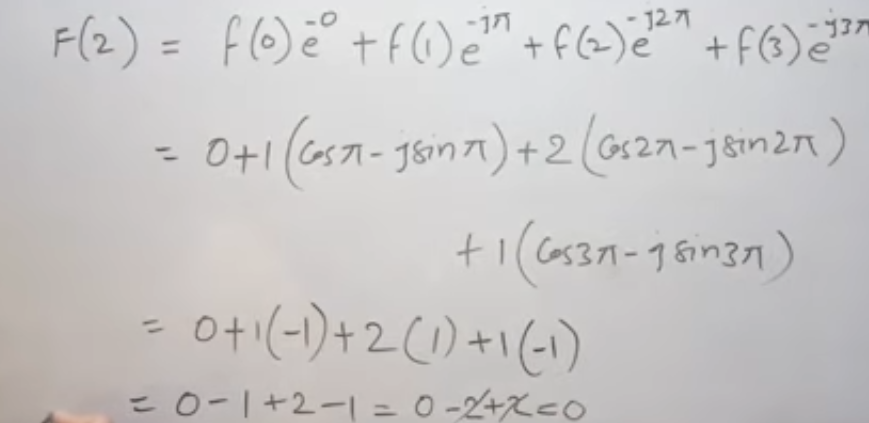 F(2) = f(0)e^-0 + f(1)e^-jπ + f(2)e^-j2π + f(3)e^-j3π
= 0+1(Cosπ-jsinπ)+2(Cos2π-jsin2π)
+1(Cos3π-jsin3π)
= 0+1(-1)+2(1)+1(-1)
= 0-1+2-1 = 0-2+2=0